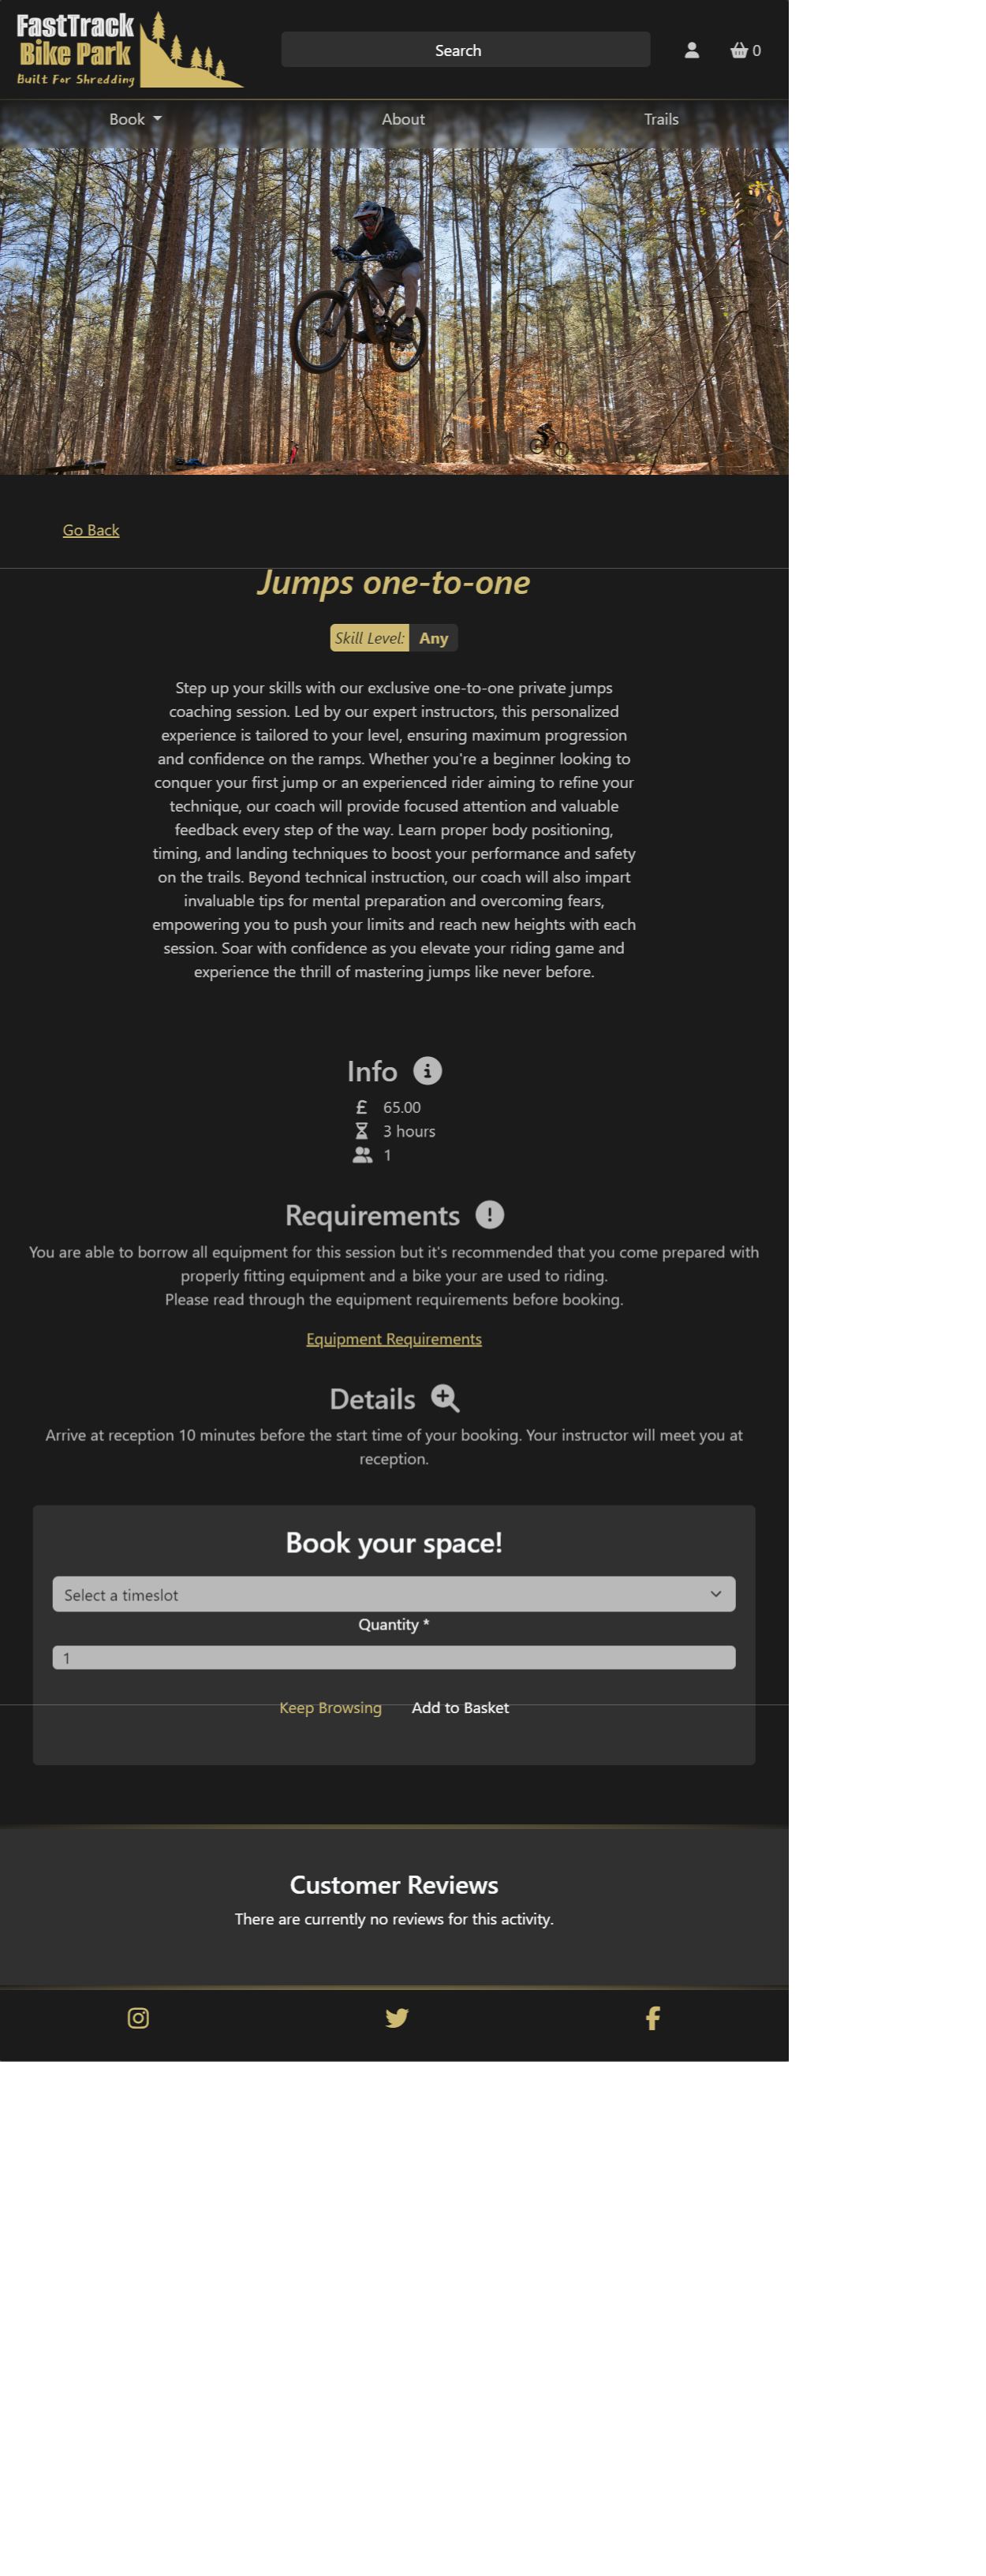 FastTrack
Bike Park
Built For Shredding
Search
0
Book
About
Trails
Go Back
Jumps one-to-one
Skill Level: Any
Step up your skills with our exclusive one-to-one private jumps
coaching session. Led by our expert instructors, this personalized
experience is tailored to your level, ensuring maximum progression
and confidence on the ramps. Whether you're a beginner looking to
conquer your first jump or an experienced rider aiming to refine your
technique, our coach will provide focused attention and valuable
feedback every step of the way. Learn proper body positioning,
timing, and landing techniques to boost your performance and safety
on the trails. Beyond technical instruction, our coach will also impart
invaluable tips for mental preparation and overcoming fears,
empowering you to push your limits and reach new heights with each
session. Soar with confidence as you elevate your riding game and
experience the thrill of mastering jumps like never before.
Info
£ 65.00
3 hours
1
Requirements
You are able to borrow all equipment for this session but it's recommended that you come prepared with
properly fitting equipment and a bike your are used to riding.
Please read through the equipment requirements before booking.
Equipment Requirements
Details
Arrive at reception 10 minutes before the start time of your booking. Your instructor will meet you at
reception.
Book your space!
Select a timeslot
Quantity *
1
Keep Browsing
Add to Basket
Customer Reviews
There are currently no reviews for this activity.